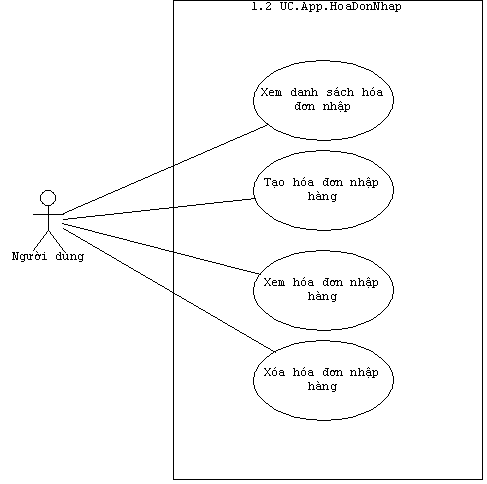 1.2 UC.App.HoaDonNhap
Xem danh sách hóa
đơn nhập
Tạo hóa đơn nhập
hàng
Người dùng
Xem hóa đơn nhập
hàng
Xóa hóa đơn nhập
hàng